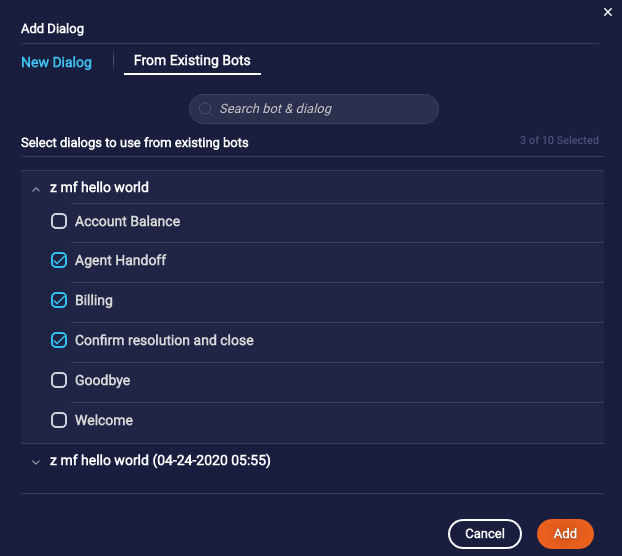 Add Dialog
New Dialog
From Existing Bots
Search bot & dialog
Select dialogs to use from existing bots
3 of 10 Selected
z mf hello world
Account Balance
Agent Handoff
Billing
Confirm resolution and close
Goodbye
Welcome
z mf hello world (04-24-2020 05:55)
Cancel
Add